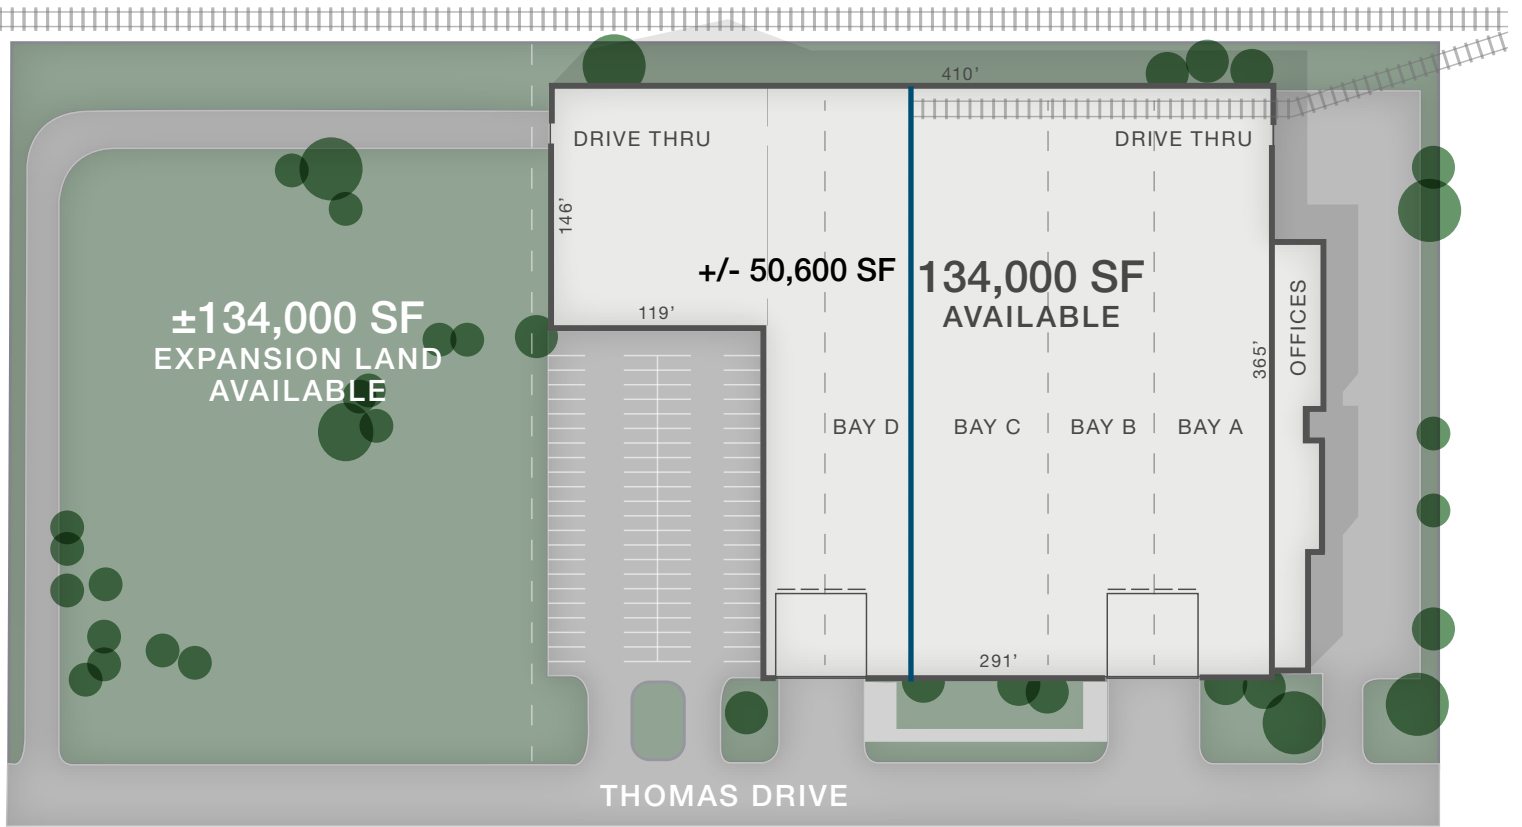 410’
DRIVE THRU
DRIVE THRU
146’
+/- 50,600 SF
134,000 SF
AVAILABLE
±134,000 SF
EXPANSION LAND
AVAILABLE
119’
365’
OFFICES
BAY D
BAY C
BAY B
BAY A
291’
THOMAS DRIVE